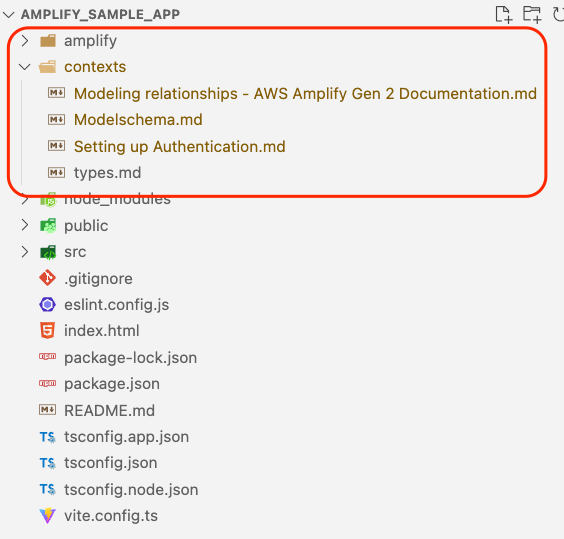 AMPLIFY_SAMPLE_APP
amplify
contexts
Modeling relationships - AWS Amplify Gen 2 Documentation.md
Modelschema.md
Setting up Authentication.md
types.md
node_modules
public
src
.gitignore
eslint.config.js
index.html
package-lock.json
package.json
README.md
tsconfig.app.json
tsconfig.json
tsconfig.node.json
vite.config.ts